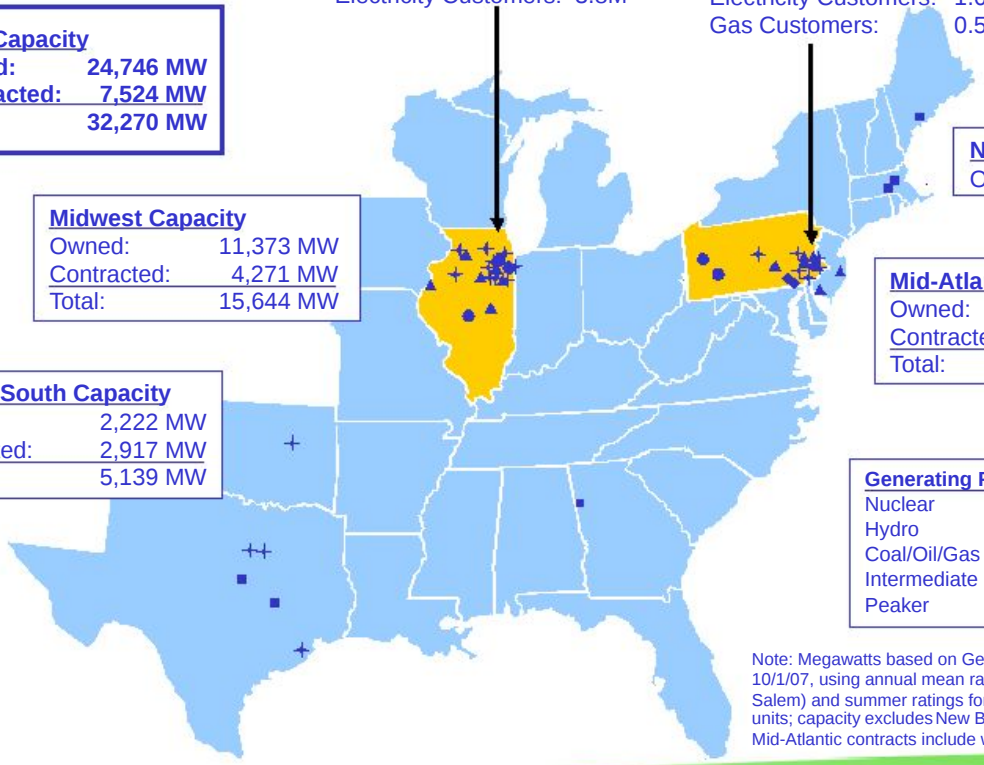 Electricity Customers: 3.8M
Electricity Customers: 1.6
Gas Customers: 0.5
Capacity
d: 24,746 MW
acted: 7,524 MW
32,270 MW
N
Midwest Capacity
Owned: 11,373 MW
Contracted: 4,271 MW
Total: 15,644 MW
Mid-Atla
Owned:
Contracte
Total:
South Capacity
2,222 MW
ed: 2,917 MW
5,139 MW
Generating P
Nuclear
Hydro
Coal/Oil/Gas
Intermediate
Peaker
Note: Megawatts based on Ge
10/1/07, using annual mean ra
Salem) and summer ratings for
units; capacity excludes New B
Mid-Atlantic contracts include w